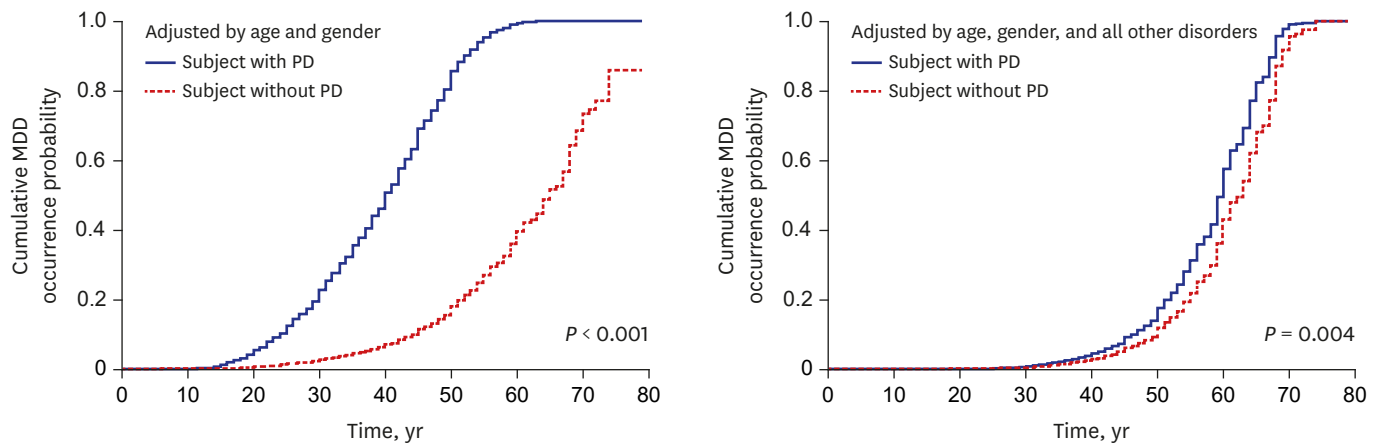 Adjusted by age and gender
Subject with PD
Subject without PD
P < 0.001
1.0
0.8
0.6
0.4
0.2
0
0 10 20 30 40 50 60 70 80
Cumulative MDD
occurrence probability
Time, yr
Adjusted by age, gender, and all other disorders
Subject with PD
Subject without PD
P = 0.004
1.0
0.8
0.6
0.4
0.2
0
0 10 20 30 40 50 60 70 80
Cumulative MDD
occurrence probability
Time, yr